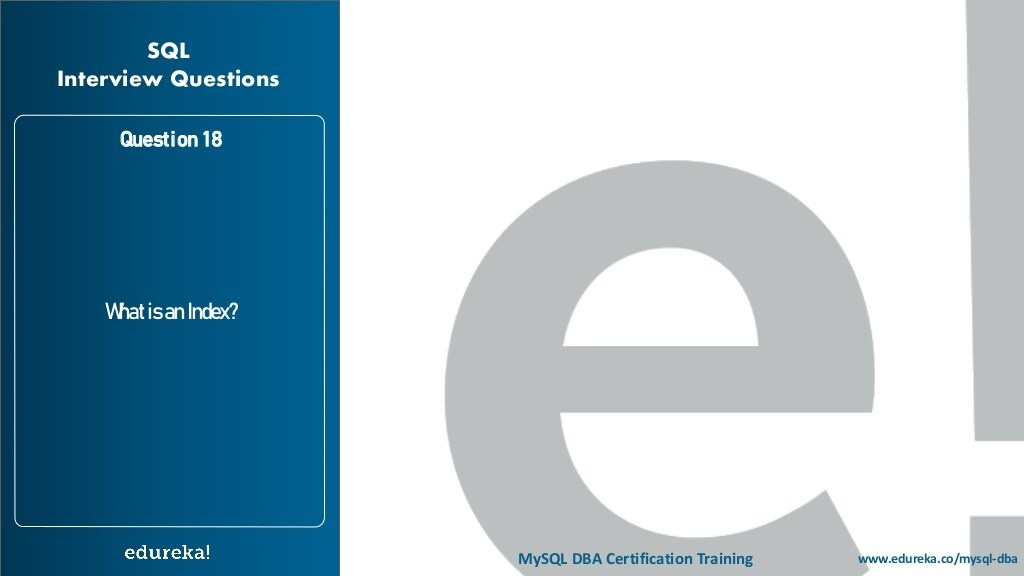 SQL
Interview Questions
Question 18
What is an Index?
edureka!
e!
MySQL DBA Certification Training
www.edureka.co/mysql-dba